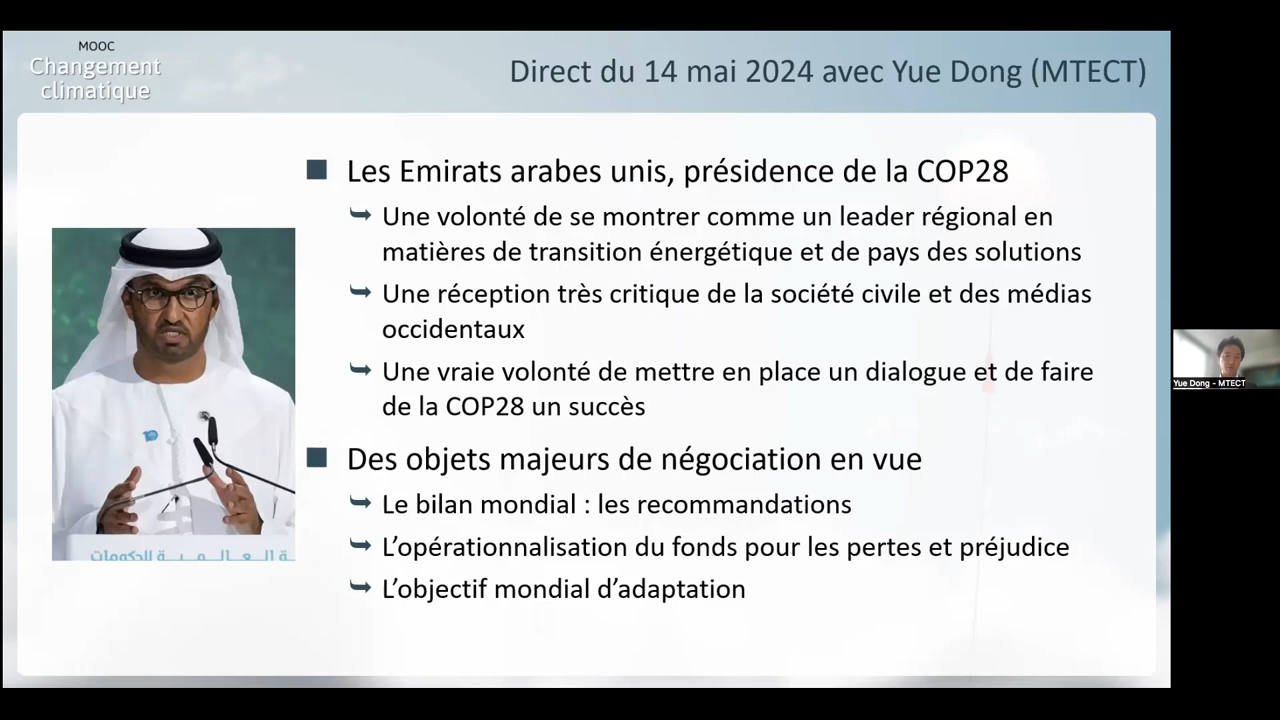 MOOC
Changement
climatique
Direct du 14 mai 2024 avec Yue Dong (MTECT)
Les Emirats arabes unis, présidence de la COP28
Une volonté de se montrer comme un leader régional en
matières de transition énergétique et de pays des solutions
Une réception très critique de la société civile et des médias
occidentaux
Une vraie volonté de mettre en place un dialogue et de faire
de la COP28 un succès
Des objets majeurs de négociation en vue
Le bilan mondial : les recommandations
L’opérationnalisation du fonds pour les pertes et préjudice
L’objectif mondial d’adaptation
Yue Dong - MTECT